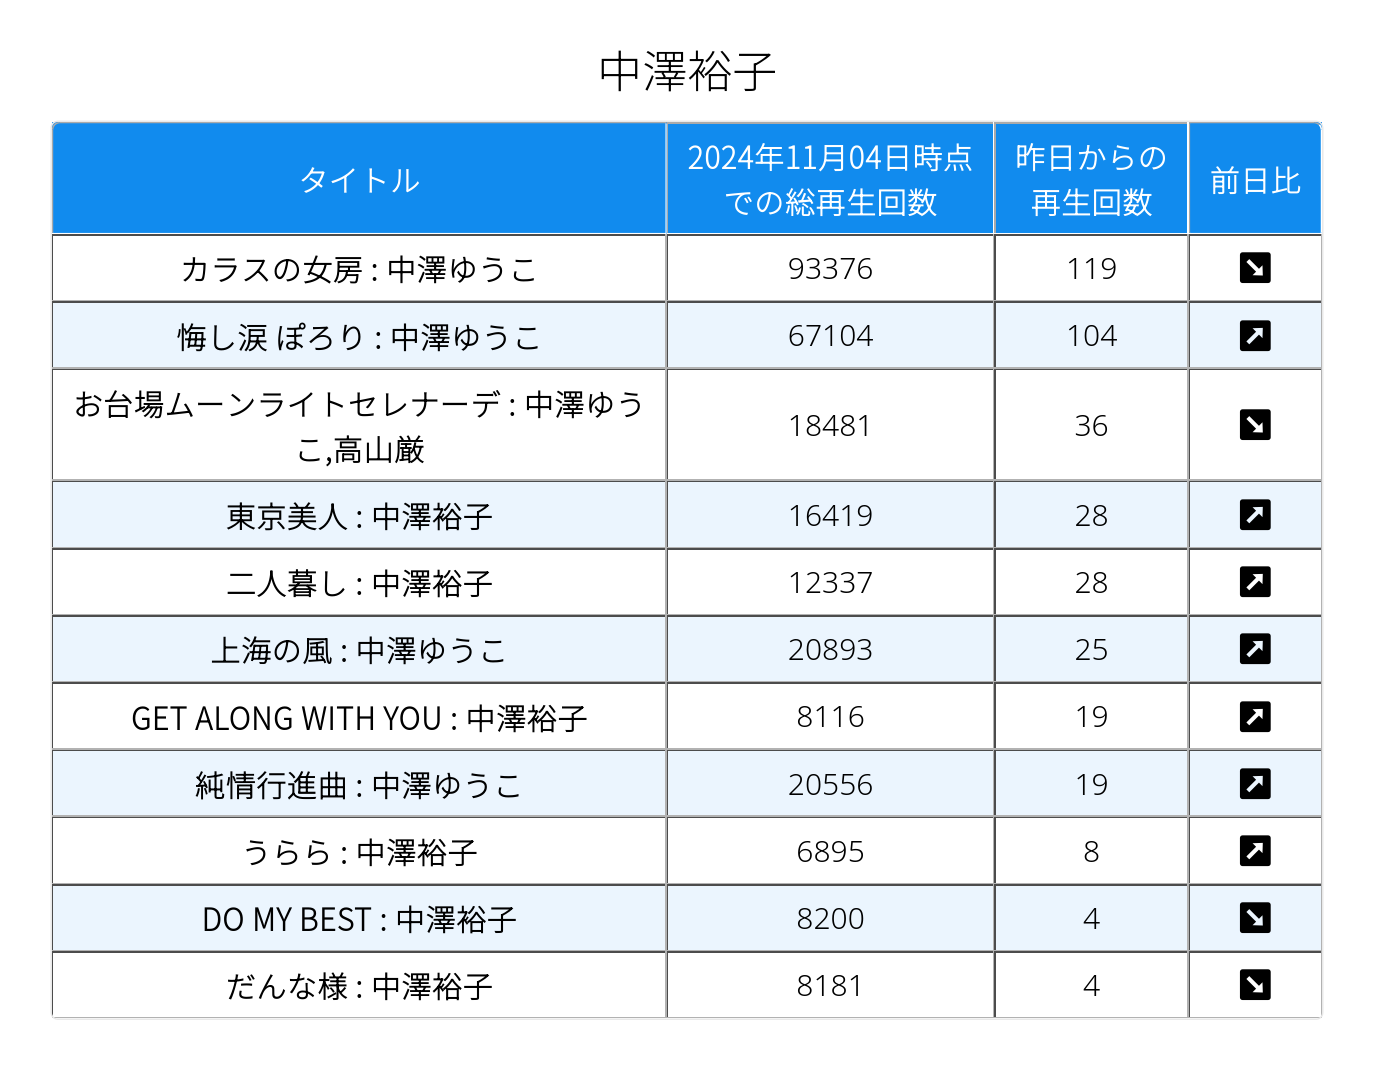 中澤裕子
タイトル
2024年11月04日時点
での総再生回数
昨日からの
再生回数
前日比
カラスの女房 : 中澤ゆうこ
93376
119
悔し涙 ぽろり : 中澤ゆうこ
67104
104
お台場ムーンライトセレナーデ : 中澤ゆう
こ,高山厳
18481
36
東京美人 : 中澤裕子
16419
28
二人暮し : 中澤裕子
12337
28
上海の風 : 中澤ゆうこ
20893
25
GET ALONG WITH YOU : 中澤裕子
8116
19
純情行進曲 : 中澤ゆうこ
20556
19
うらら : 中澤裕子
6895
8
DO MY BEST : 中澤裕子
8200
4
だんな様 : 中澤裕子
8181
4